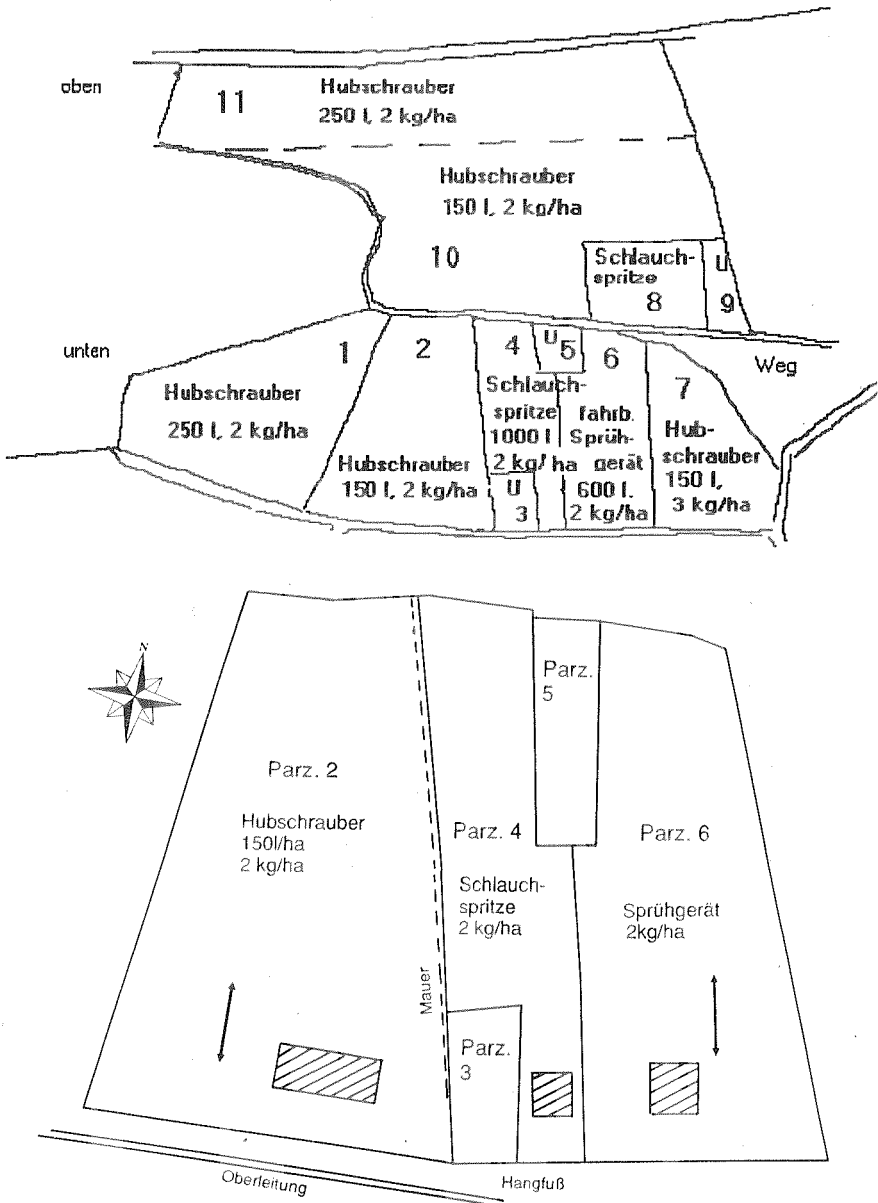 oben
11
Hubschrauber
250 l, 2 kg/ha
Hubschrauber
150 l, 2 kg/ha
10
Schlauch-
spritze
8
U
9
unten
1
Hubschrauber
250 l, 2 kg/ha
2
Hubschrauber
150 l, 2 kg/ha
4
Schlauch-
spritze
1000 l
2 kg/ha
U
3
U
5
6
fahrb.
Sprüh-
gerät
600 l.
2 kg/ha
7
Hub-
schrauber
150 l,
3 kg/ha
Weg
N
Parz. 2
Hubschrauber
150l/ha
2 kg/ha
Mauer
Parz. 4
Schlauch-
spritze
2 kg/ha
Parz.
3
Parz.
5
Parz. 6
Sprühgerät
2kg/ha
Oberleitung
Hangfuß